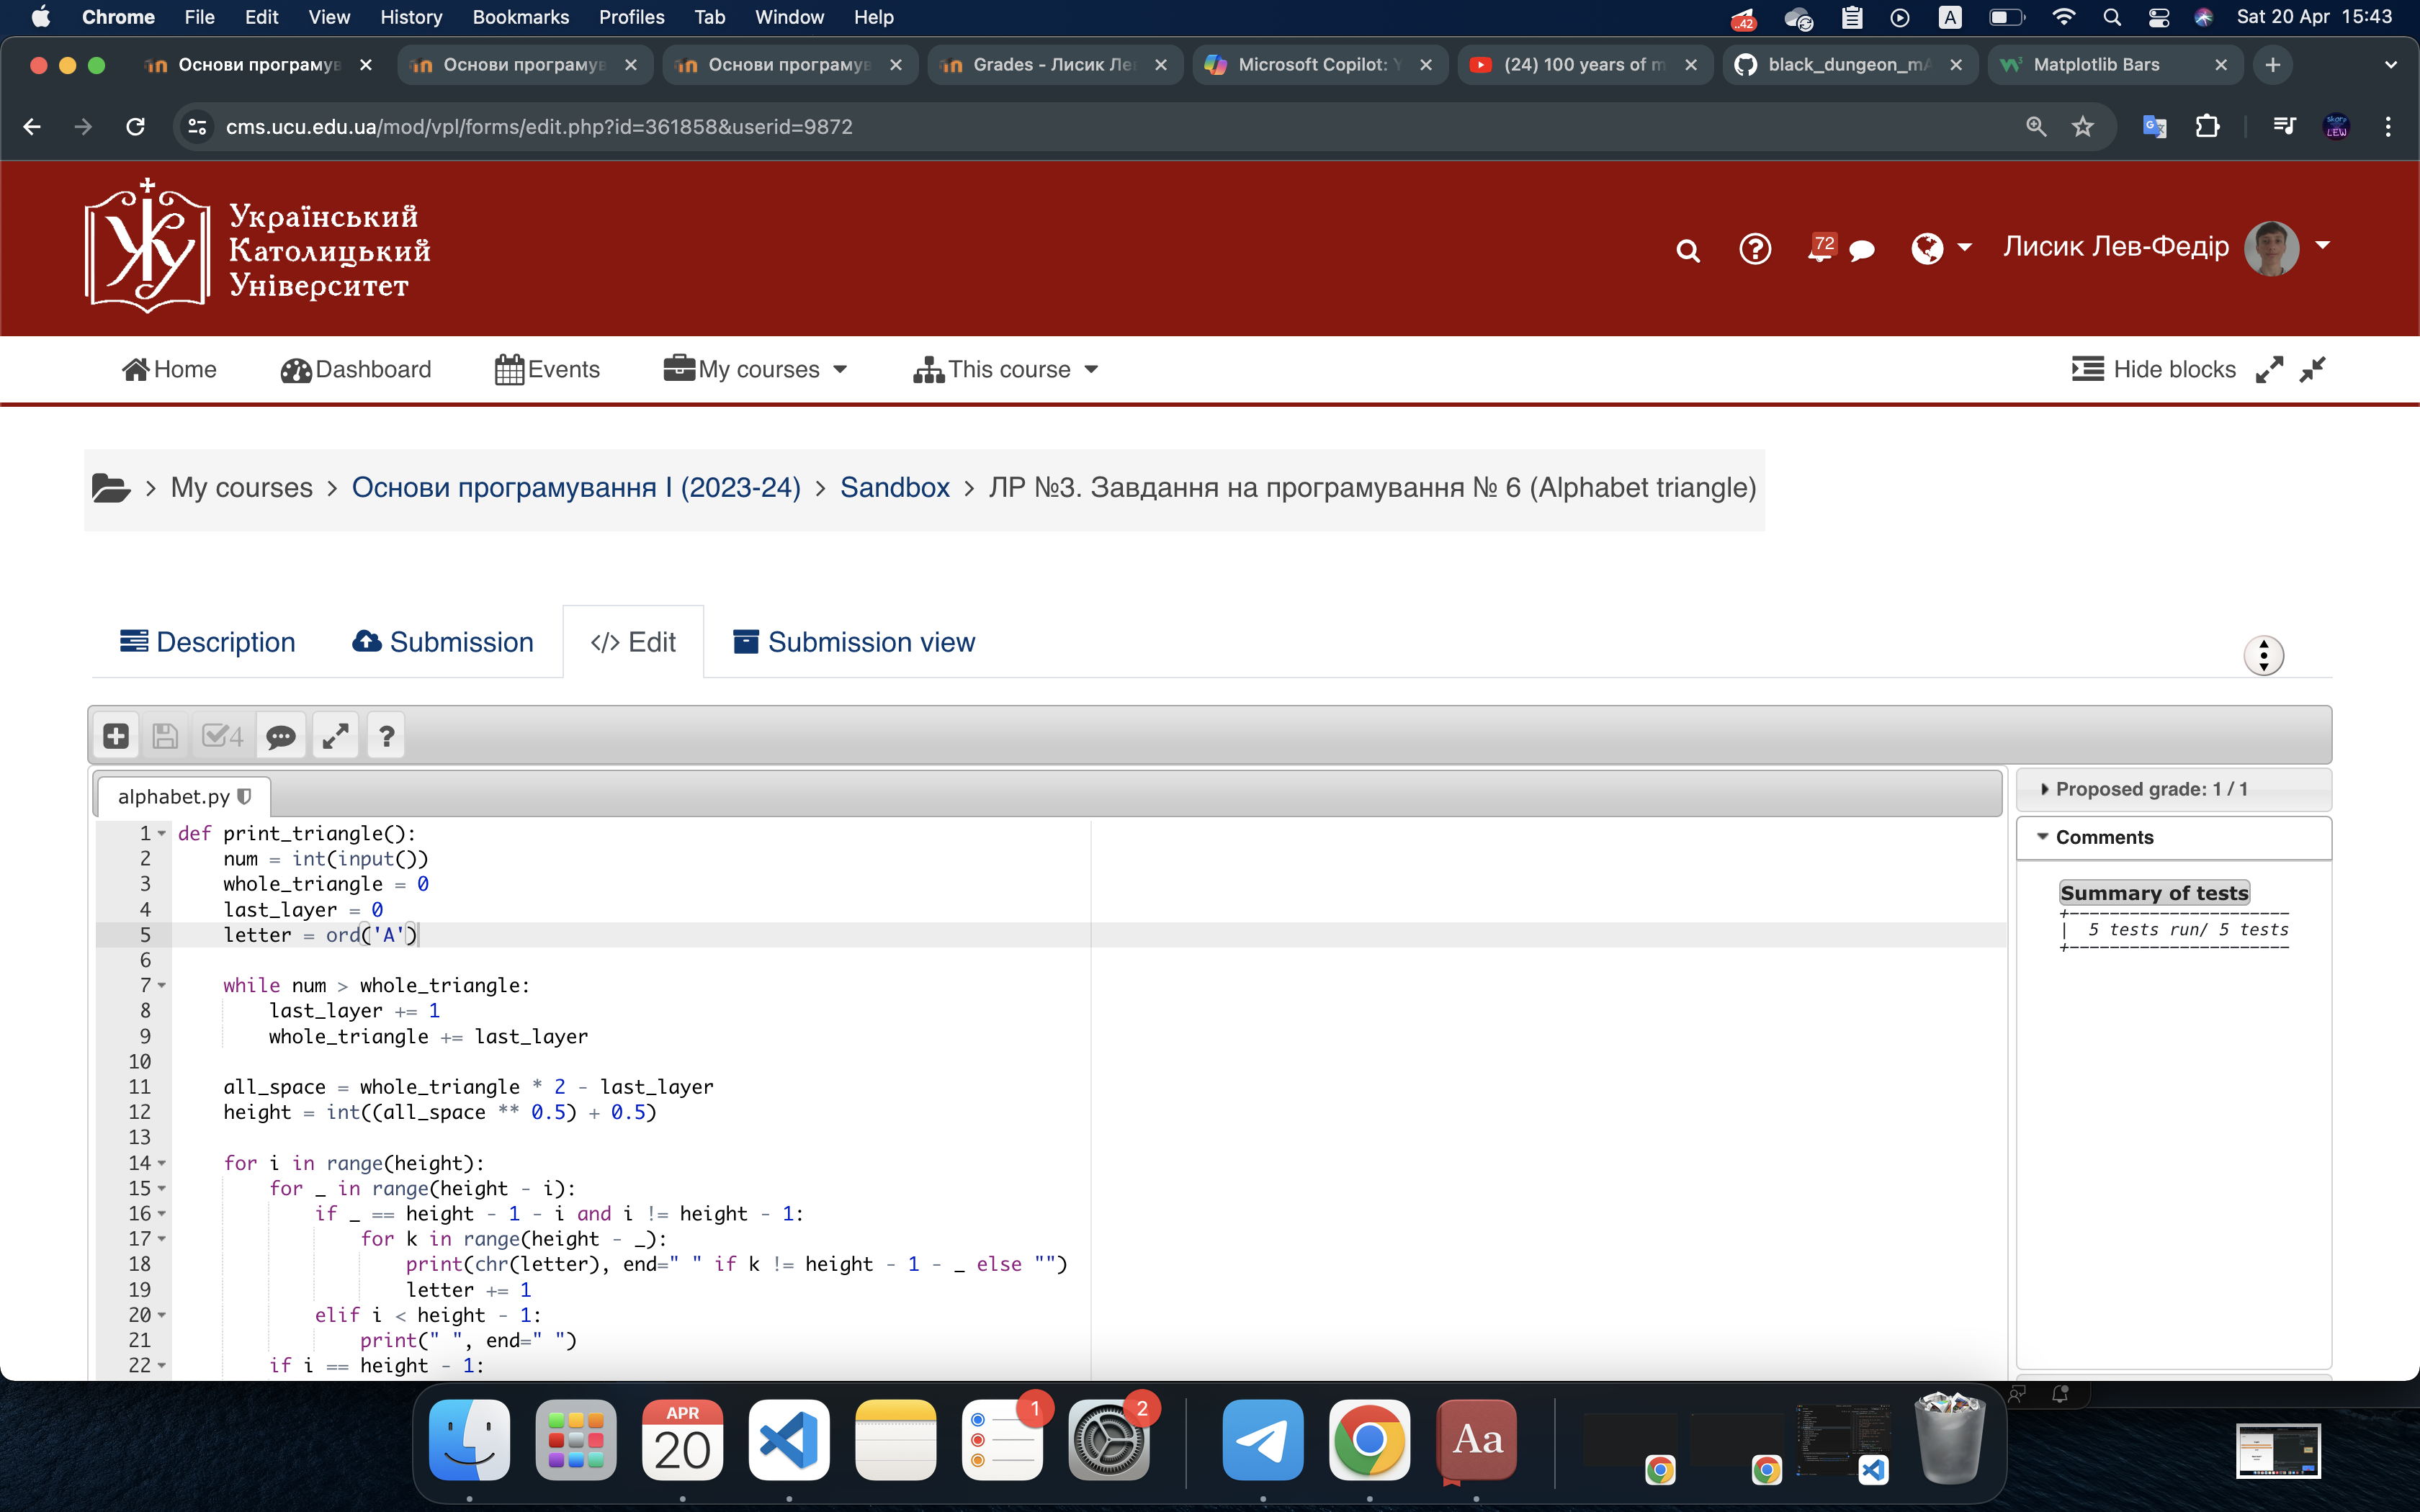 Chrome File Edit View History Bookmarks Profiles Tab Window Help
..42 A Sat 20 Apr 15:43
Основи програмув Основи програмув Основи програмув Grades - Лисик Ле Microsoft Copilot: (24) 100 years of m black_dungeon_m Matplotlib Bars
cms.ucu.edu.ua/mod/vpl/forms/edit.php?id=361858&userid=9872
Український
Католицький
Університет
72
Лисик Лев-Федір
Home Dashboard Events My courses This course Hide blocks
> My courses > Основи програмування I (2023-24) > Sandbox > ЛР №3. Завдання на програмування № 6 (Alphabet triangle)
Description Submission </> Edit Submission view
4 ?
alphabet.py
1 def print_triangle():
2 num = int(input())
3 whole_triangle = 0
4 last_layer = 0
5 letter = ord('A')
6
7 while num > whole_triangle:
8 last_layer += 1
9 whole_triangle += last_layer
10
11 all_space = whole_triangle * 2 - last_layer
12 height = int((all_space ** 0.5) + 0.5)
13
14 for i in range(height):
15 for _ in range(height - i):
16 if _ == height - 1 - i and i != height - 1:
17 for k in range(height - _):
18 print(chr(letter), end=" " if k != height - 1 - _ else "")
19 letter += 1
20 elif i < height - 1:
21 print(" ", end=" ")
22 if i == height - 1:
Proposed grade: 1 / 1
Comments
Summary of tests
+----------------------
| 5 tests run/ 5 tests
+----------------------
APR
20
1
2
Aa